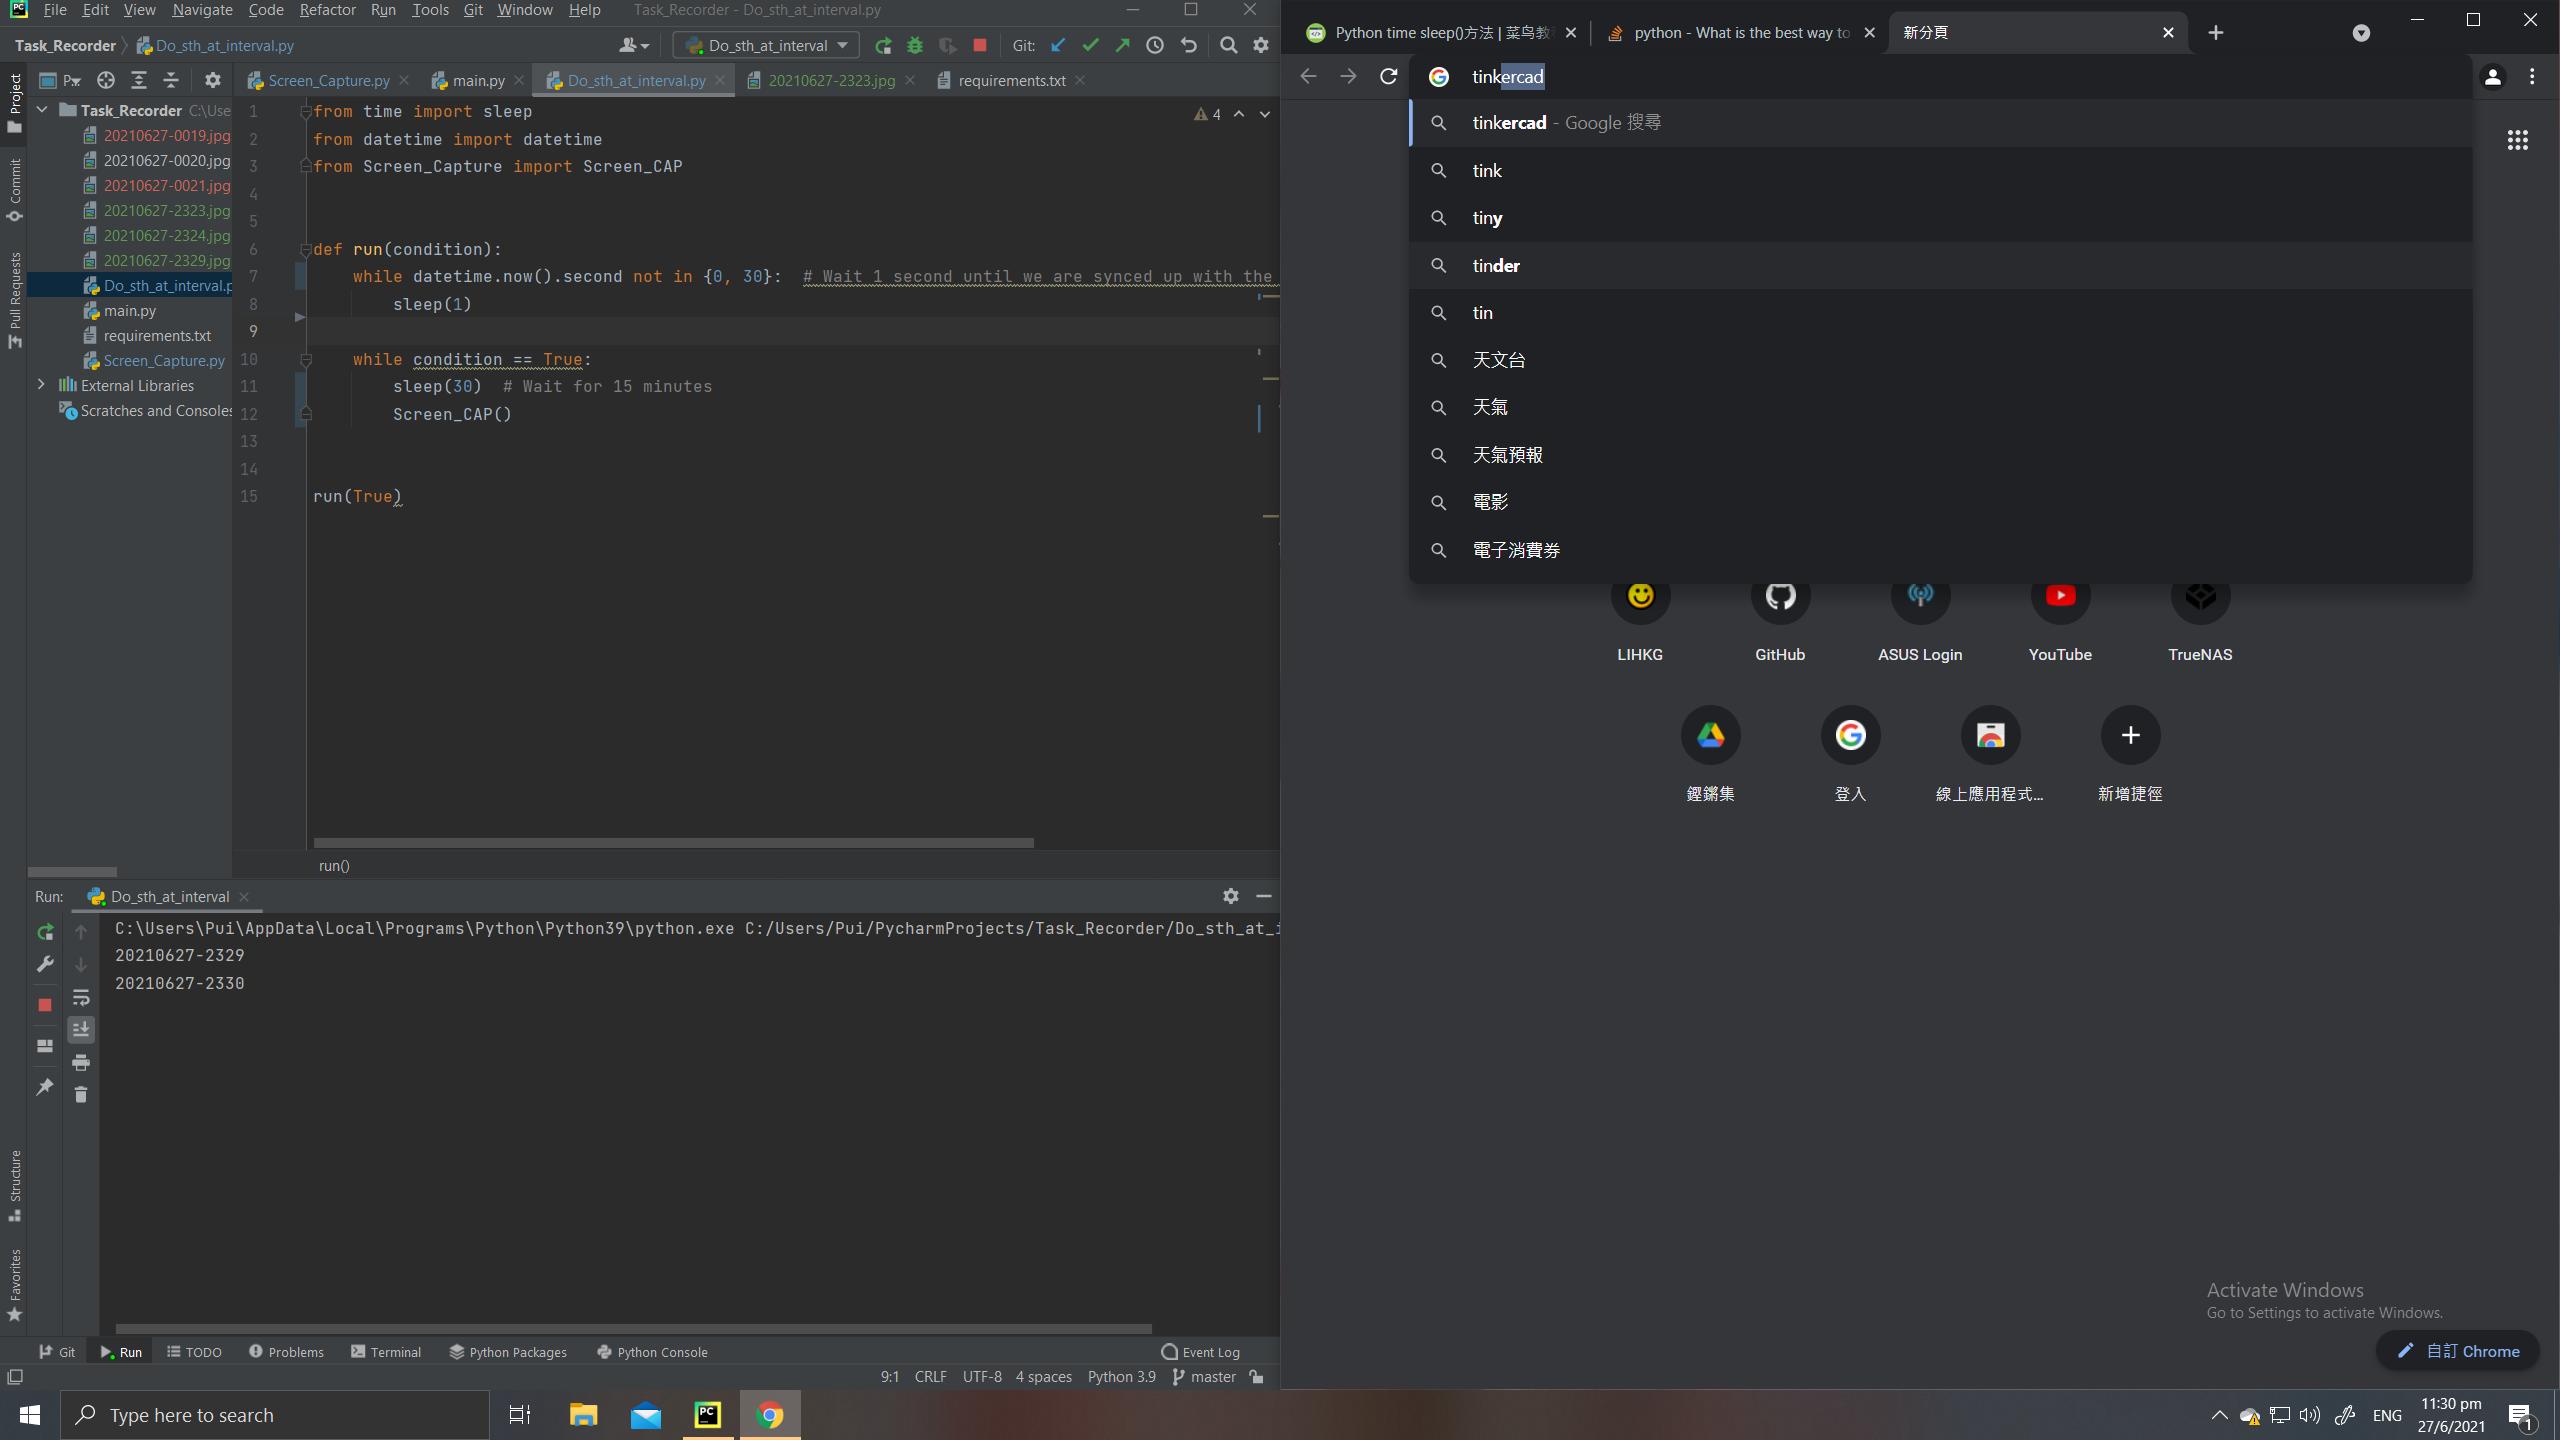 File Edit View Navigate Code Refactor Run Tools Git Window Help Task_Recorder - Do_sth_at_interval.py
Task_Recorder Do_sth_at_interval.py Do_sth_at_interval Git:
Project
Commit
Pull Requests
Structure
Favorites
P
Task_Recorder C:\Use
20210627-0019.jpg
20210627-0020.jpg
20210627-0021.jpg
20210627-2323.jpg
20210627-2324.jpg
20210627-2329.jpg
Do_sth_at_interval.p
main.py
requirements.txt
Screen_Capture.py
External Libraries
Scratches and Consoles
Screen_Capture.py main.py Do_sth_at_interval.py 20210627-2323.jpg requirements.txt
4
1 from time import sleep
2 from datetime import datetime
3 from Screen_Capture import Screen_CAP
4
5
6 def run(condition):
7 while datetime.now().second not in {0, 30}: # Wait 1 second until we are synced up with the
8 sleep(1)
9
10 while condition == True:
11 sleep(30) # Wait for 15 minutes
12 Screen_CAP()
13
14
15 run(True)
run()
Run: Do_sth_at_interval
C:\Users\Pui\AppData\Local\Programs\Python\Python39\python.exe C:/Users/Pui/PycharmProjects/Task_Recorder/Do_sth_at_i
20210627-2329
20210627-2330
Git Run TODO Problems Terminal Python Packages Python Console Event Log
9:1 CRLF UTF-8 4 spaces Python 3.9 master
Python time sleep()方法 | 菜鸟教
python - What is the best way to
新分頁
tinkercad
tinkercad - Google 搜尋
tink
tiny
tinder
tin
天文台
天氣
天氣預報
電影
電子消費券
LIHKG GitHub ASUS Login YouTube TrueNAS
鏗鏘集 登入 線上應用程式... 新增捷徑
Activate Windows
Go to Settings to activate Windows.
自訂 Chrome
Type here to search
ENG
11:30 pm
27/6/2021
1